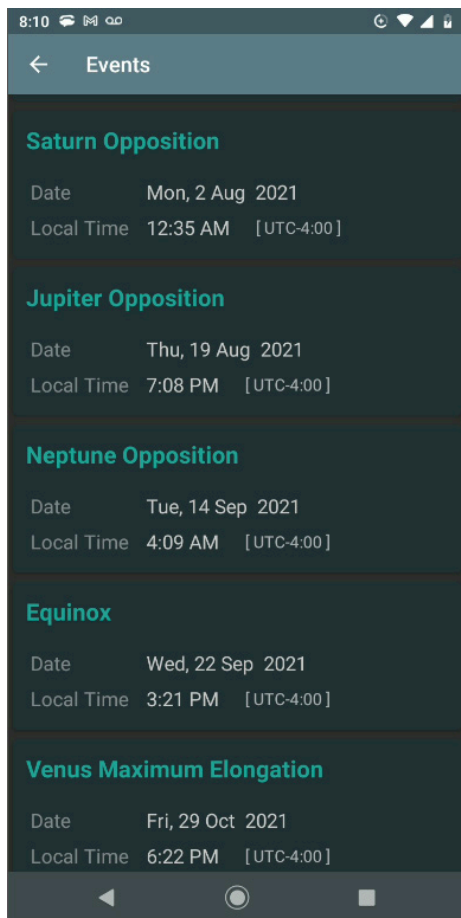 8:10
Events
Saturn Opposition
Date Mon, 2 Aug 2021
Local Time 12:35 AM [UTC-4:00]
Jupiter Opposition
Date Thu, 19 Aug 2021
Local Time 7:08 PM [UTC-4:00]
Neptune Opposition
Date Tue, 14 Sep 2021
Local Time 4:09 AM [UTC-4:00]
Equinox
Date Wed, 22 Sep 2021
Local Time 3:21 PM [UTC-4:00]
Venus Maximum Elongation
Date Fri, 29 Oct 2021
Local Time 6:22 PM [UTC-4:00]